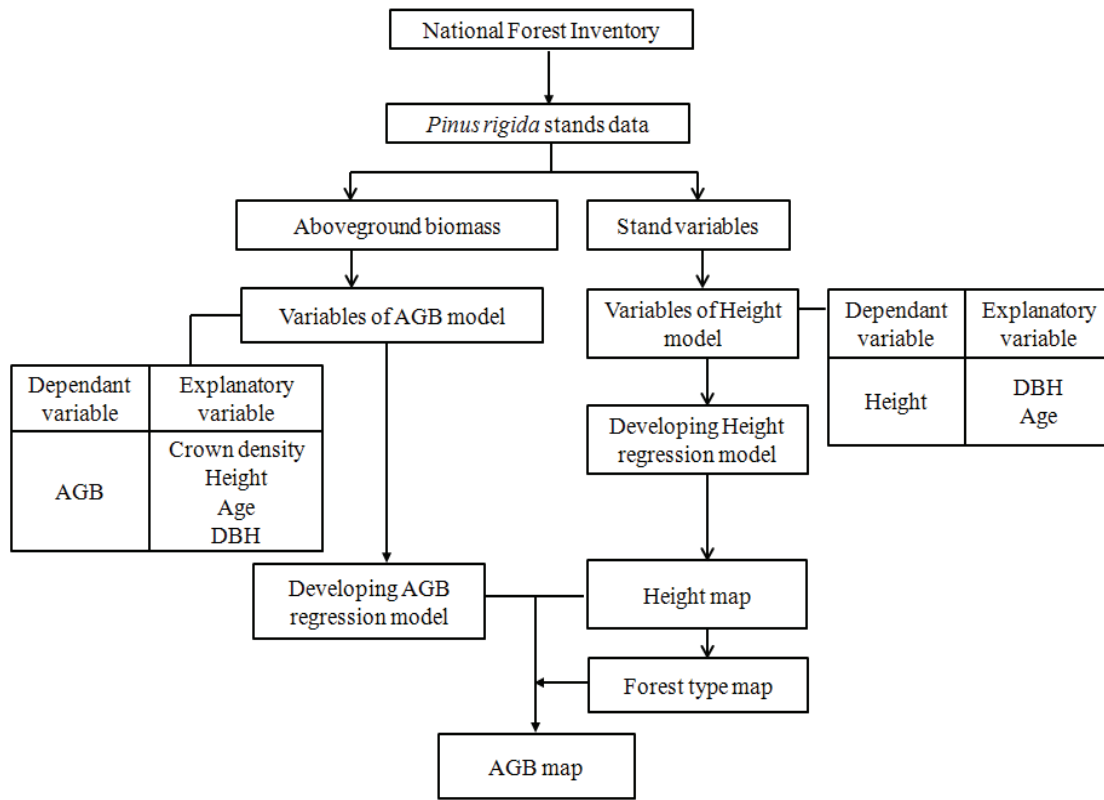 National Forest Inventory
Pinus rigida stands data
Aboveground biomass
Stand variables
Variables of AGB model
Variables of Height
model
Dependant
variable
Explanatory
variable
Height
DBH
Age
Dependant
variable
Explanatory
variable
AGB
Crown density
Height
Age
DBH
Developing Height
regression model
Developing AGB
regression model
Height map
Forest type map
AGB map